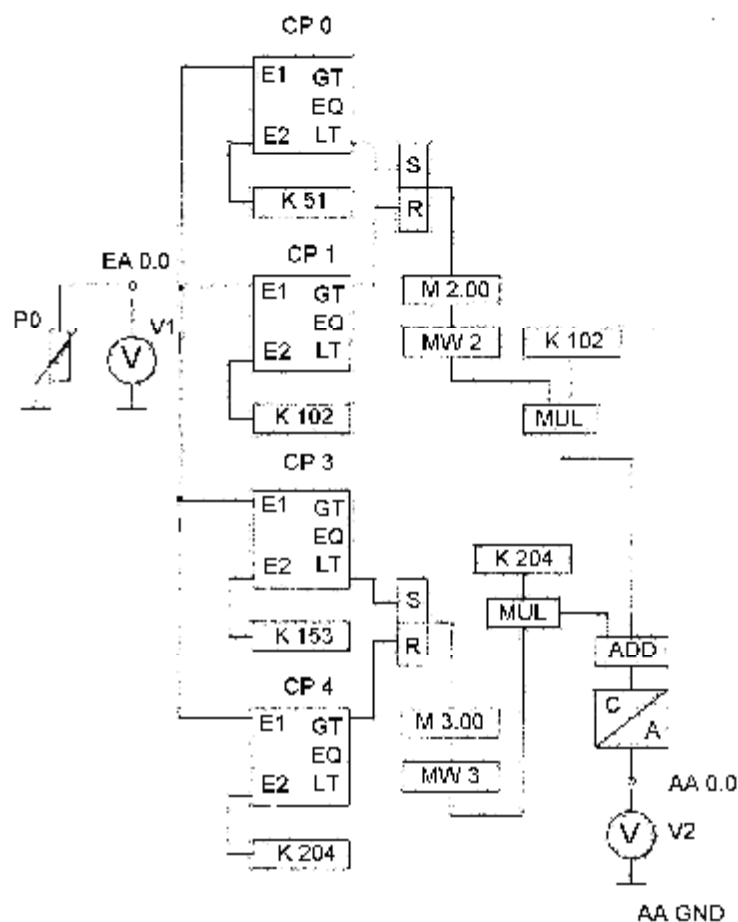 CP 0
E1 GT
EQ
E2 LT
S
K 51
R
CP 1
EA 0.0
E1 GT
M 2.00
P0
V1
EQ
V
E2 LT
MW 2
K 102
K 102
MUL
CP 3
E1 GT
EQ
K 204
E2 LT
S
MUL
K 153
R
ADD
CP 4
C
E1 GT
M 3.00
A
EQ
E2 LT
MW 3
AA 0.0
V
V2
K 204
AA GND